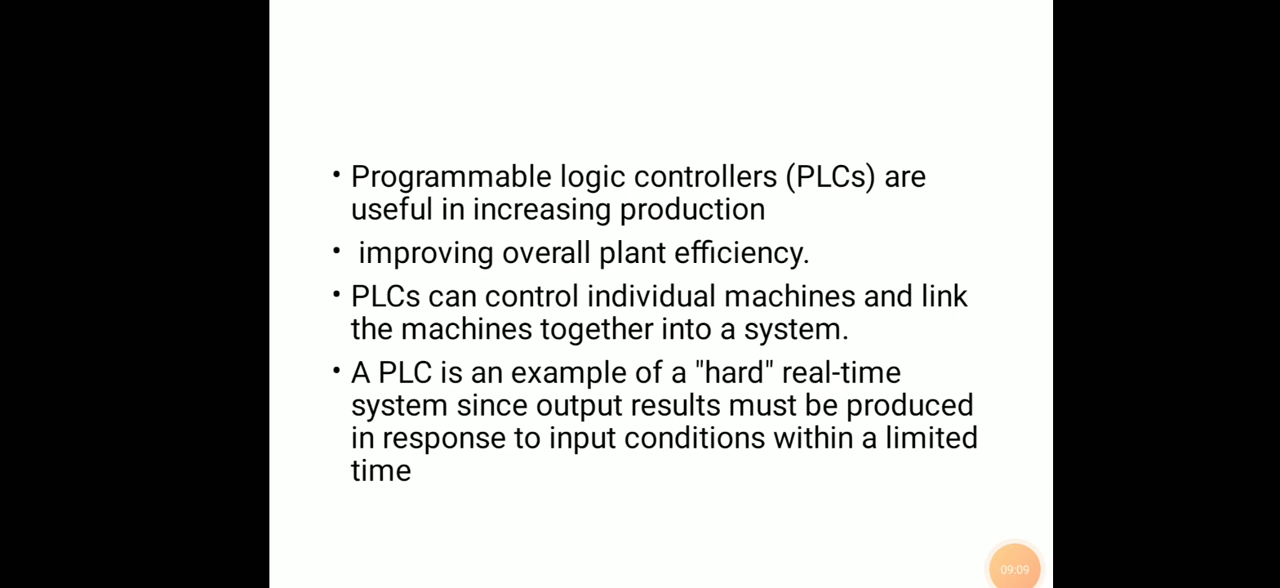 • Programmable logic controllers (PLCs) are
useful in increasing production
• improving overall plant efficiency.
• PLCs can control individual machines and link
the machines together into a system.
• A PLC is an example of a "hard" real-time
system since output results must be produced
in response to input conditions within a limited
time
09:09